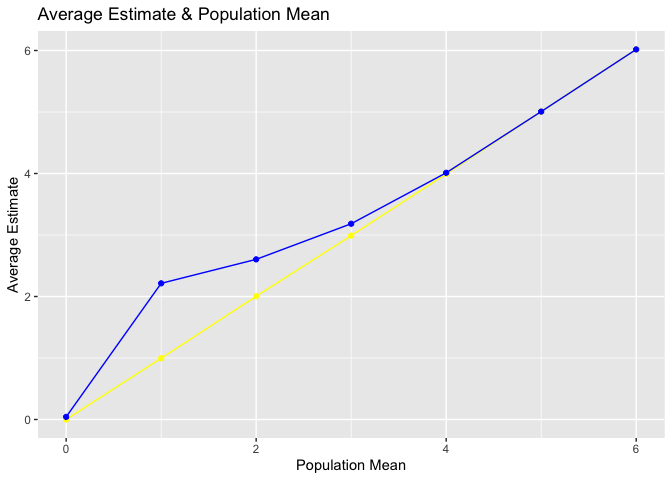 Average Estimate & Population Mean
Average Estimate
6
4
2
0
0 2 4 6
Population Mean